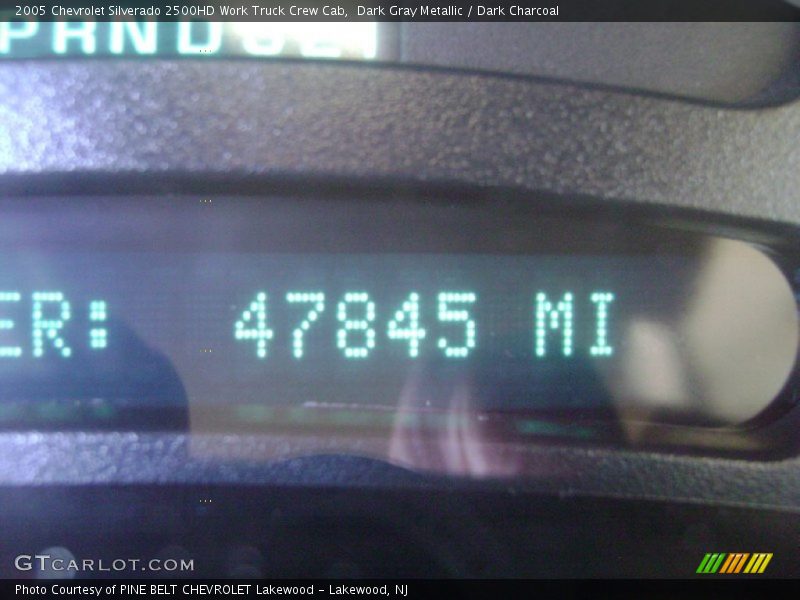 2005 Chevrolet Silverado 2500HD Work Truck Crew Cab,  Dark Gray Metallic / Dark Charcoal
PRND
ER: 47845 MI
GTCARLOT.COM
Photo Courtesy of PINE BELT CHEVROLET Lakewood - Lakewood, NJ